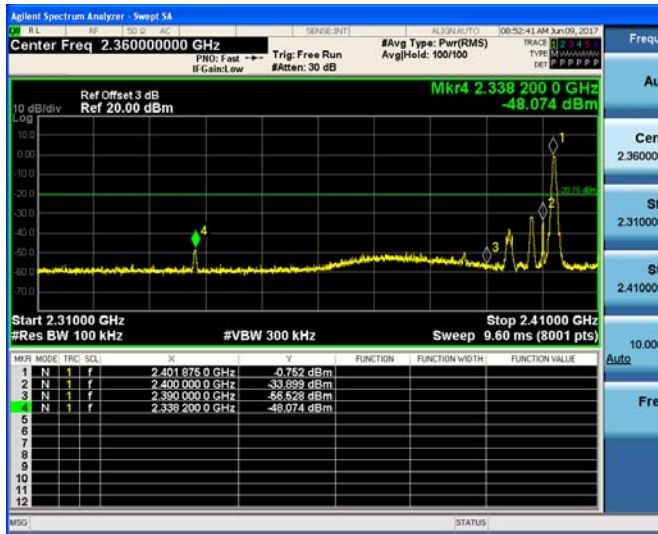 Agilent Spectrum Analyzer - Swept SA
RL RF 50 Ω AC SENSE:INT ALIGNAUTO 08:52:41 AM Jun 09, 2017
Center Freq 2.360000000 GHz
PNO: Fast
IFGain:Low
Trig: Free Run
#Atten: 30 dB
#Avg Type: Pwr(RMS)
Avg|Hold: 100/100
TRACE 1 2 3 4 5 6
TYPE M
DET P P P P P P
Ref Offset 3 dB
10 dB/div Ref 20.00 dBm
Log
Mkr4 2.338 200 0 GHz
-48.074 dBm
10.0
0.00
-10.0
-20.0
-30.0
-40.0
-50.0
-60.0
-70.0
1
2
3
4
-20.75 dBm
Start 2.31000 GHz
#Res BW 100 kHz
#VBW 300 kHz
Stop 2.41000 GHz
Sweep 9.60 ms (8001 pts)
MKR MODE TRC SCL X Y FUNCTION FUNCTION WIDTH FUNCTION VALUE
1 N 1 f 2.401 875 0 GHz -0.752 dBm
2 N 1 f 2.400 000 0 GHz -33.899 dBm
3 N 1 f 2.390 000 0 GHz -56.528 dBm
4 N 1 f 2.338 200 0 GHz -48.074 dBm
5
6
7
8
9
10
11
12
MSG STATUS
Frequ
Au
Cen
2.36000
St
2.31000
St
2.41000
10.00
Auto
Fre